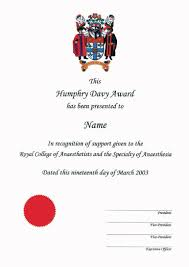 This
Humphry Davy Award
has been presented to
Name
In recognition of support given to the
Royal College of Anaesthetists and the Specialty of Anaesthesia
Dated this nineteenth day of March 2003
President
Vice-President
Vice-President
Executive Officer